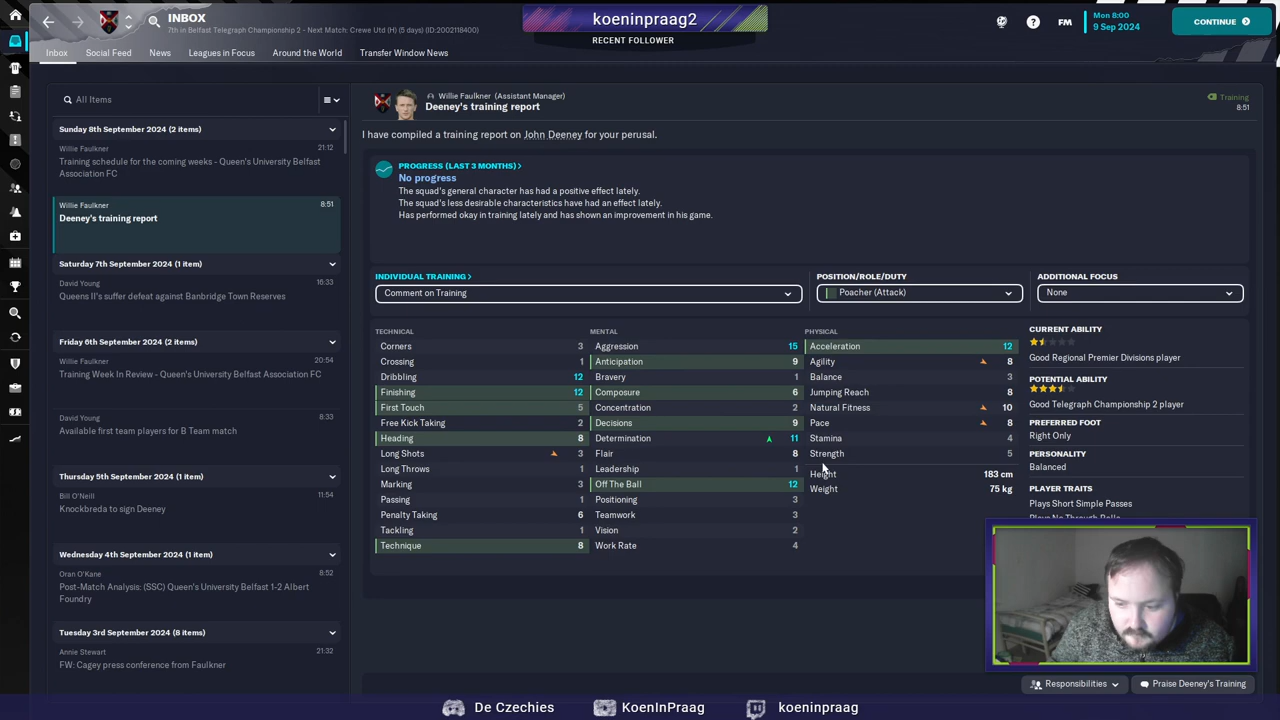 INBOX
7th in Belfast Telegraph Championship 2 - Next Match: Crewe Utd (H) (5 days) (ID:2002118400)
koeninpraag2
RECENT FOLLOWER
FM
Mon 8:00
9 Sep 2024
CONTINUE
Inbox
Social Feed
News
Leagues in Focus
Around the World
Transfer Window News
All Items
Sunday 8th September 2024 (2 items)
Willie Faulkner
21:12
Training schedule for the coming weeks - Queen's University Belfast
Association FC
Willie Faulkner
8:51
Deeney's training report
Saturday 7th September 2024 (1 item)
David Young
16:33
Queens II's suffer defeat against Banbridge Town Reserves
Friday 6th September 2024 (2 items)
Willie Faulkner
20:54
Training Week In Review - Queen's University Belfast Association FC
David Young
8:33
Available first team players for B Team match
Thursday 5th September 2024 (1 item)
Bill O'Neill
11:54
Knockbreda to sign Deeney
Wednesday 4th September 2024 (1 item)
Oran O'Kane
8:52
Post-Match Analysis: (SSC) Queen's University Belfast 1-2 Albert
Foundry
Tuesday 3rd September 2024 (8 items)
Annie Stewart
21:32
FW: Cagey press conference from Faulkner
Willie Faulkner (Assistant Manager)
Deeney's training report
Training
8:51
I have compiled a training report on John Deeney for your perusal.
PROGRESS (LAST 3 MONTHS) >
No progress
The squad's general character has had a positive effect lately.
The squad's less desirable characteristics have had an effect lately.
Has performed okay in training lately and has shown an improvement in his game.
INDIVIDUAL TRAINING >
Comment on Training
POSITION/ROLE/DUTY
Poacher (Attack)
ADDITIONAL FOCUS
None
TECHNICAL
Corners 3
Crossing 1
Dribbling 12
Finishing 12
First Touch 5
Free Kick Taking 2
Heading 8
Long Shots 3
Long Throws 1
Marking 3
Passing 1
Penalty Taking 6
Tackling 1
Technique 8
MENTAL
Aggression 15
Anticipation 9
Bravery 1
Composure 6
Concentration 2
Decisions 9
Determination 11
Flair 8
Leadership 1
Off The Ball 12
Positioning 3
Teamwork 3
Vision 2
Work Rate 4
PHYSICAL
Acceleration 12
Agility 8
Balance 3
Jumping Reach 8
Natural Fitness 10
Pace 8
Stamina 4
Strength 5
Height 183 cm
Weight 75 kg
CURRENT ABILITY
Good Regional Premier Divisions player
POTENTIAL ABILITY
Good Telegraph Championship 2 player
PREFERRED FOOT
Right Only
PERSONALITY
Balanced
PLAYER TRAITS
Plays Short Simple Passes
Responsibilities
Praise Deeney's Training
De Czechies
KoenInPraag
koeninpraag